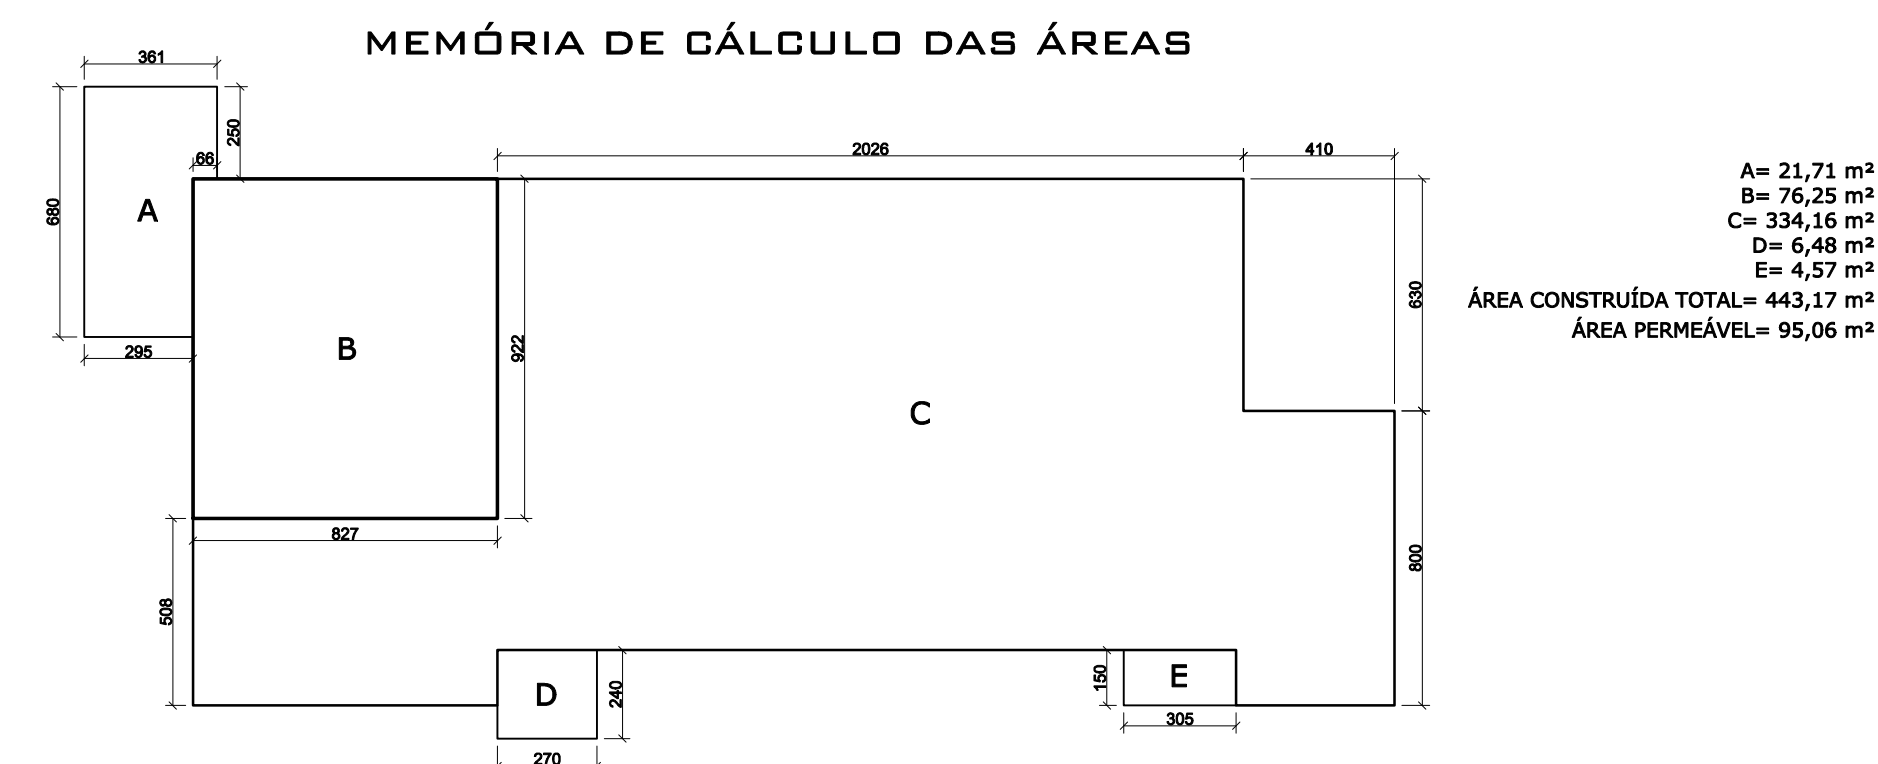 MEMÓRIA DE CÁLCULO DAS ÁREAS
361
250
66
680
A
295
2026
410
B
922
827
508
C
630
800
D
240
270
E
150
305
A= 21,71 m²
B= 76,25 m²
C= 334,16 m²
D= 6,48 m²
E= 4,57 m²
ÁREA CONSTRUÍDA TOTAL= 443,17 m²
ÁREA PERMEÁVEL= 95,06 m²